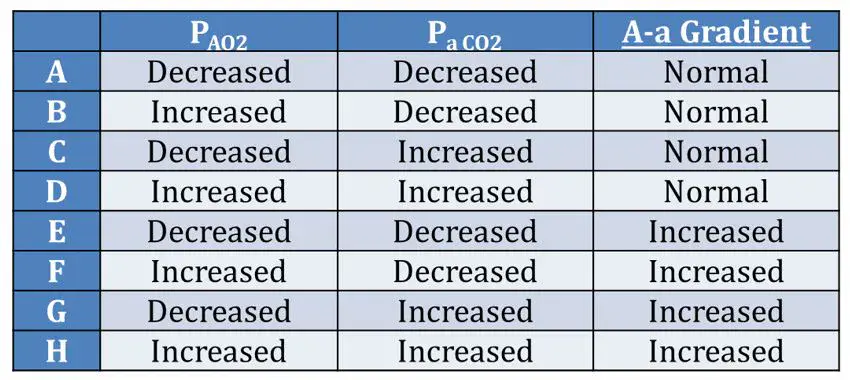 PAO2 Pa CO2 A-a Gradient
A Decreased Decreased Normal
B Increased Decreased Normal
C Decreased Increased Normal
D Increased Increased Normal
E Decreased Decreased Increased
F Increased Decreased Increased
G Decreased Increased Increased
H Increased Increased Increased